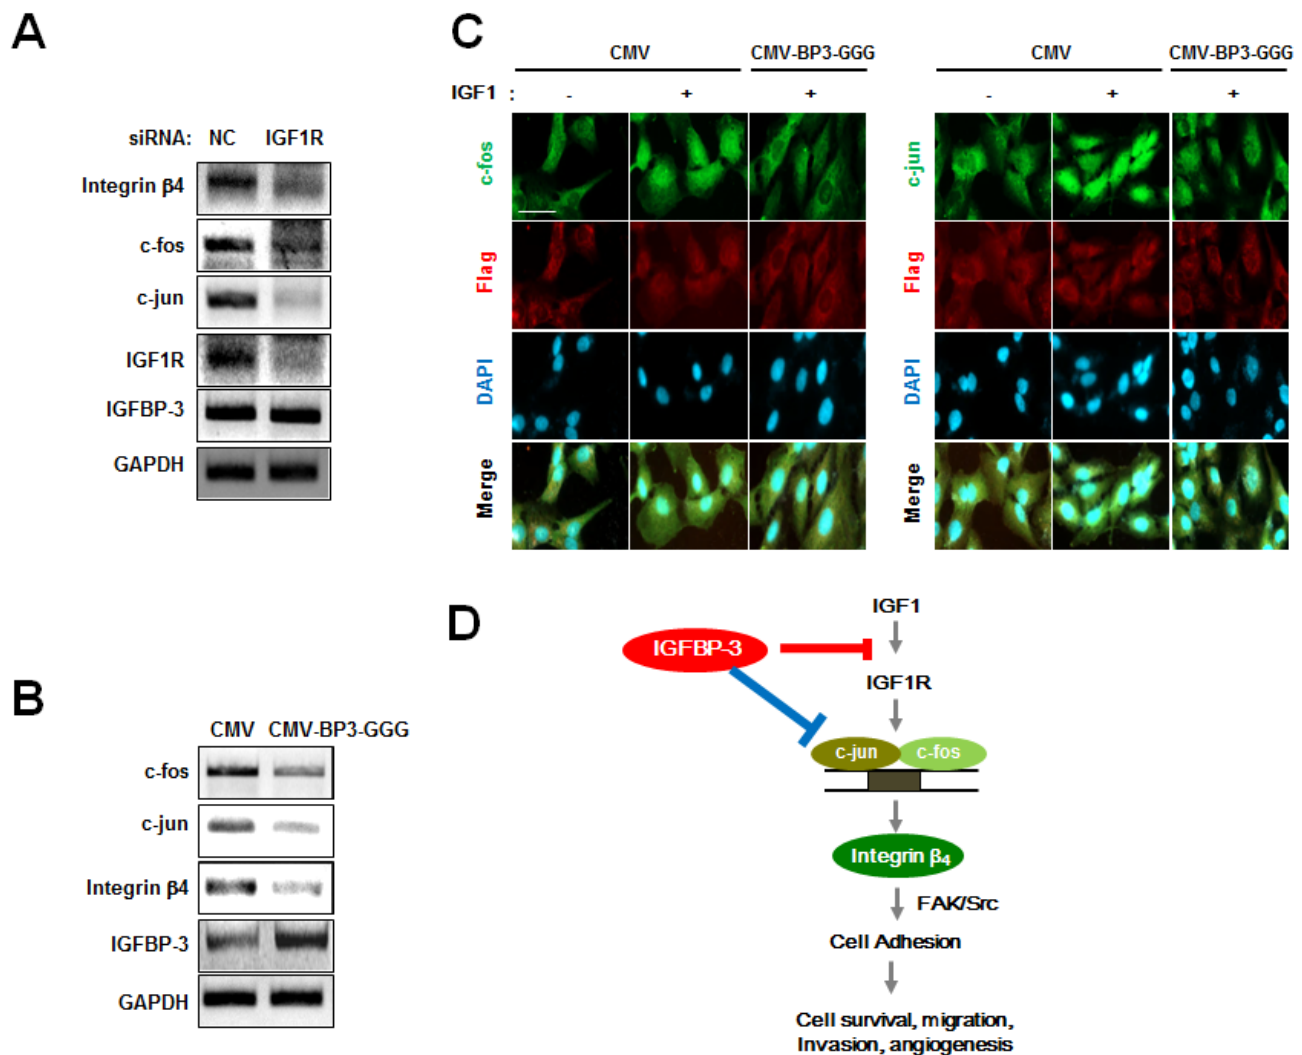 A
siRNA: NC IGF1R
Integrin β4
c-fos
c-jun
IGF1R
IGFBP-3
GAPDH
B
CMV CMV-BP3-GGG
c-fos
c-jun
Integrin β4
IGFBP-3
GAPDH
C
CMV CMV-BP3-GGG CMV CMV-BP3-GGG
IGF1 : - + + - + +
c-fos
Flag
DAPI
Merge
c-jun
Flag
DAPI
Merge
D
IGF1
IGFBP-3
IGF1R
c-jun c-fos
Integrin β4
FAK/Src
Cell Adhesion
Cell survival, migration,
Invasion, angiogenesis